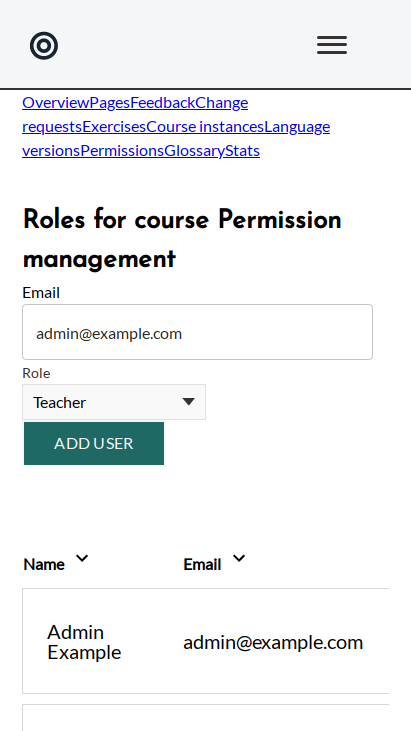 OverviewPagesFeedbackChange
requestsExercisesCourse instancesLanguage
versionsPermissionsGlossaryStats
Roles for course Permission
management
Email
admin@example.com
Role
Teacher
ADD USER
Name Email
Admin
Example
admin@example.com